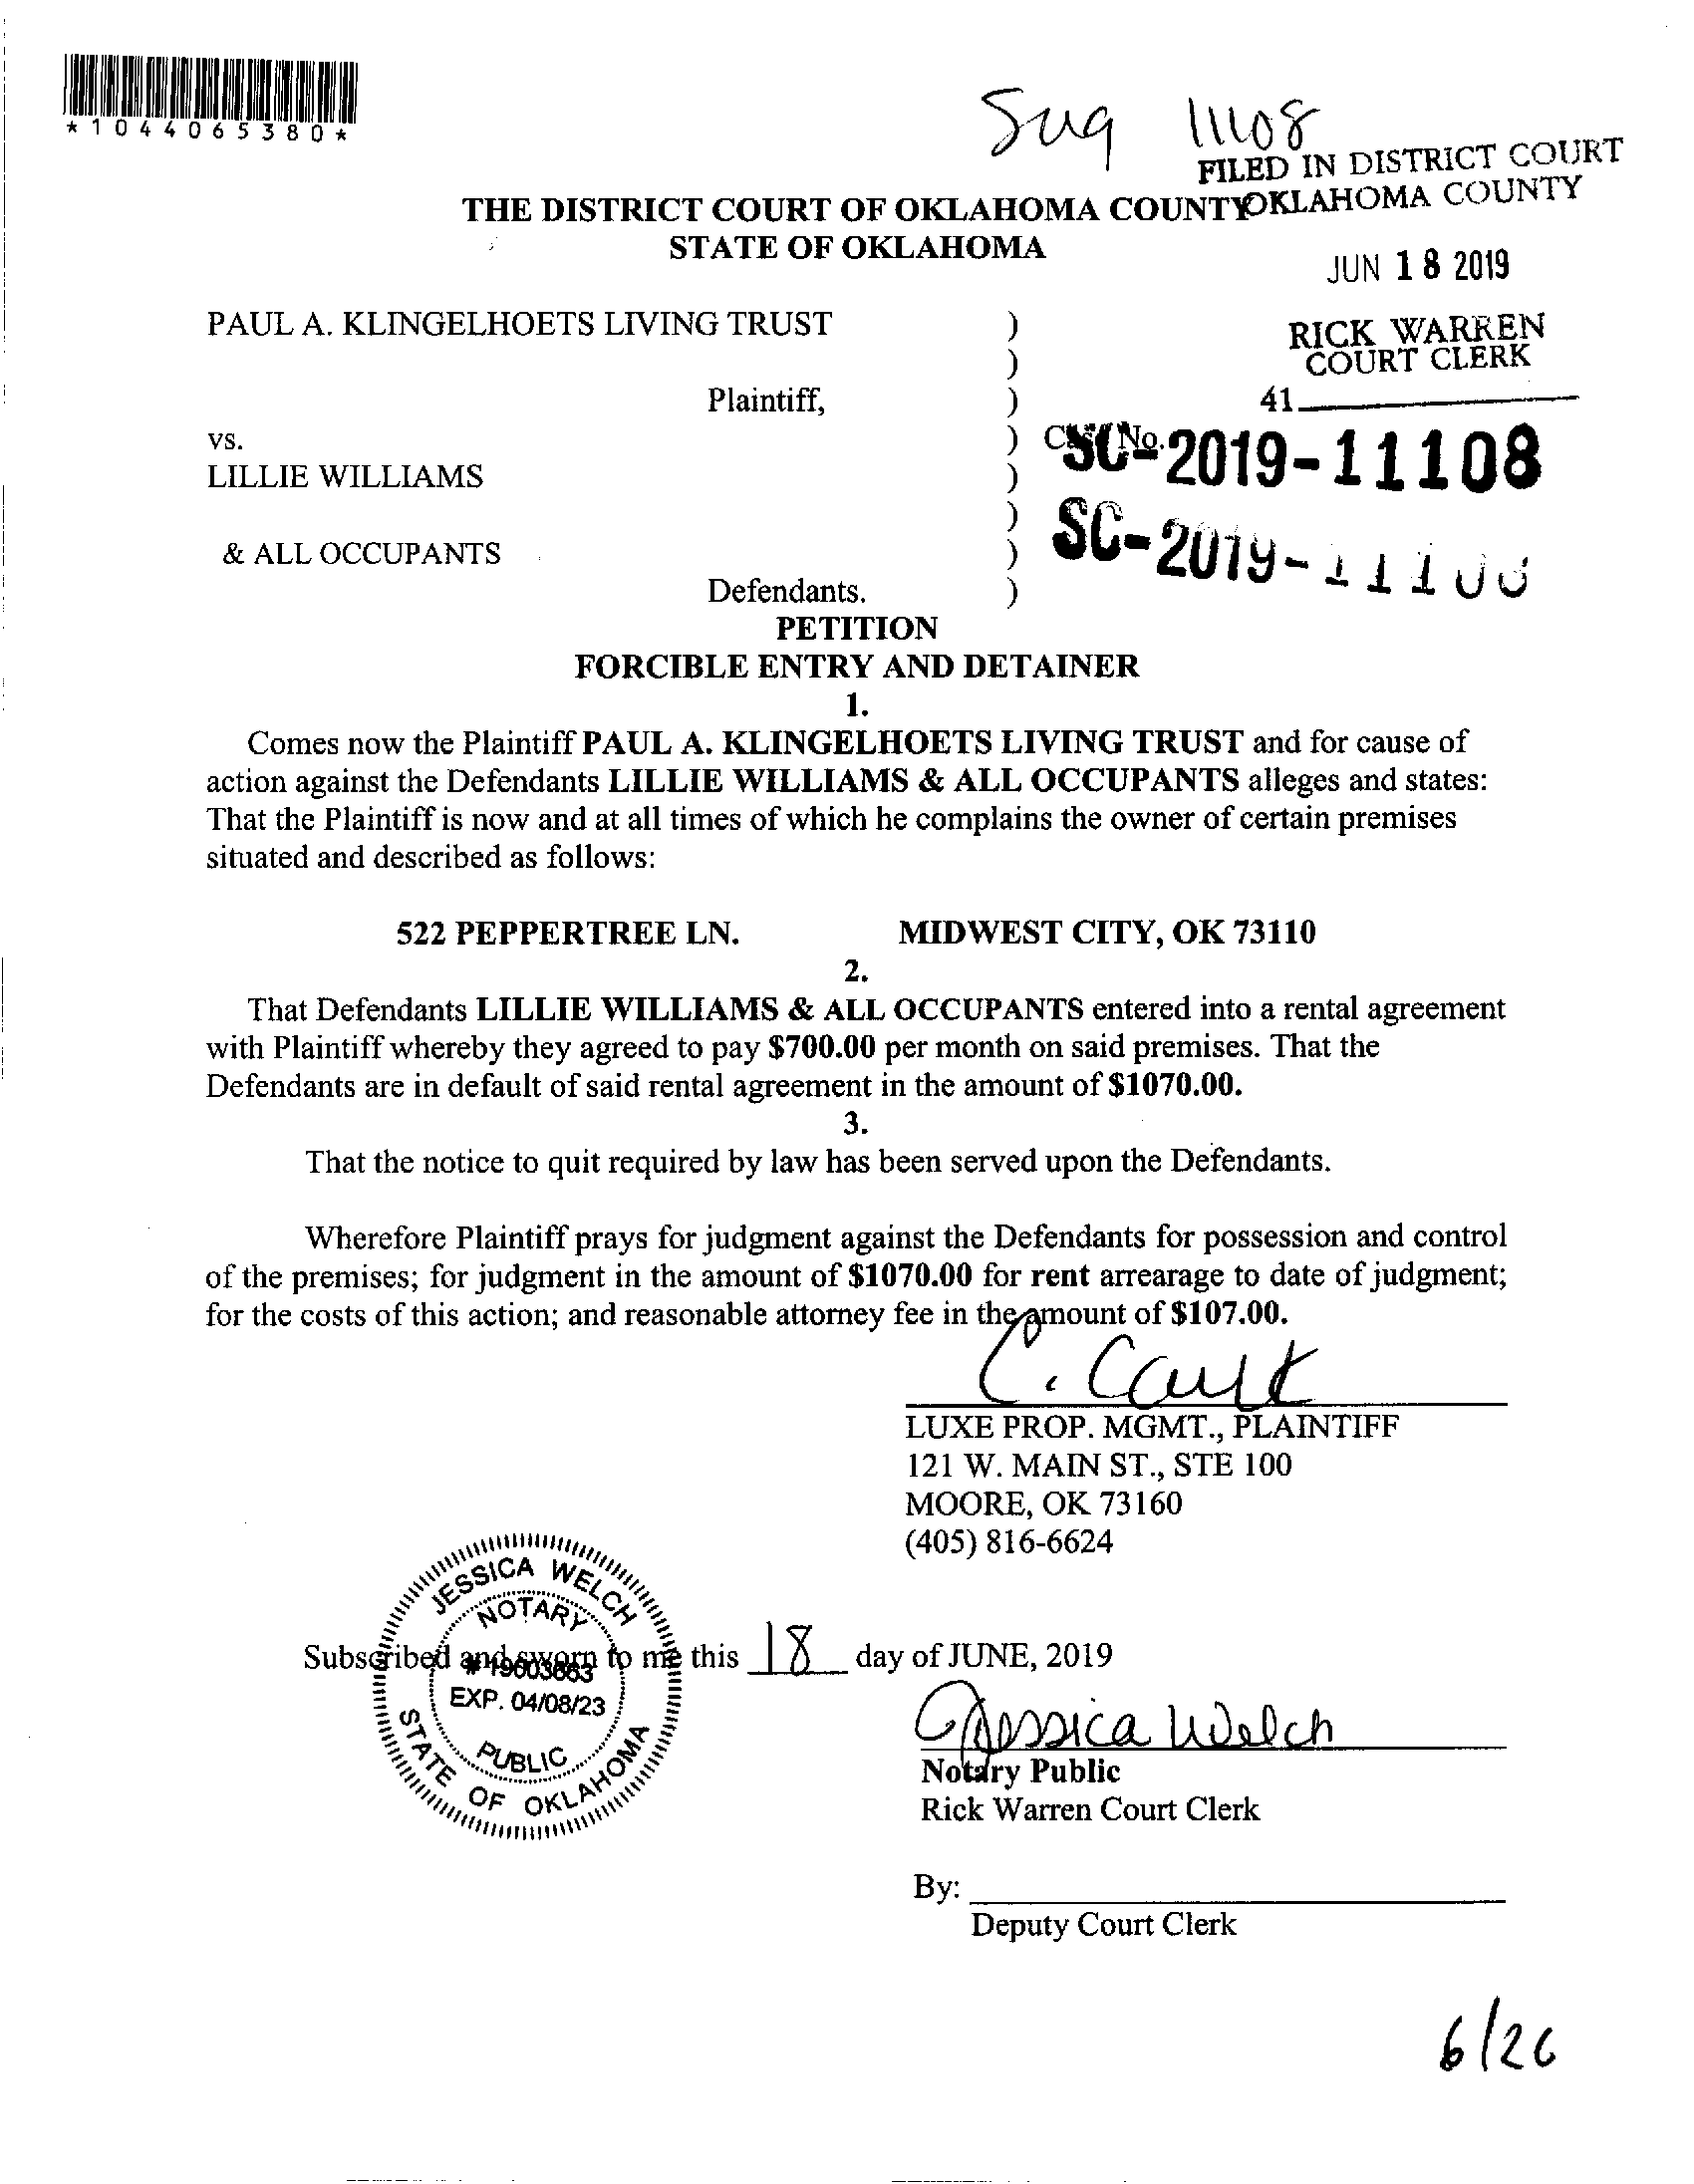 *1044065380*
11108
FILED IN DISTRICT COURT
OKLAHOMA COUNTY
THE DISTRICT COURT OF OKLAHOMA COUNTY
STATE OF OKLAHOMA
JUN 18 2019
PAUL A. KLINGELHOETS LIVING TRUST )
RICK WARREN
)
COURT CLERK
Plaintiff, )
41
vs. ) Case No.
SC-2019-11108
LILLIE WILLIAMS )
)
SC-2019-
& ALL OCCUPANTS )
Defendants. )
PETITION
FORCIBLE ENTRY AND DETAINER
1.
Comes now the Plaintiff PAUL A. KLINGELHOETS LIVING TRUST and for cause of
action against the Defendants LILLIE WILLIAMS & ALL OCCUPANTS alleges and states:
That the Plaintiff is now and at all times of which he complains the owner of certain premises
situated and described as follows:
522 PEPPERTREE LN. MIDWEST CITY, OK 73110
2.
That Defendants LILLIE WILLIAMS & ALL OCCUPANTS entered into a rental agreement
with Plaintiff whereby they agreed to pay $700.00 per month on said premises. That the
Defendants are in default of said rental agreement in the amount of $1070.00.
3.
That the notice to quit required by law has been served upon the Defendants.
Wherefore Plaintiff prays for judgment against the Defendants for possession and control
of the premises; for judgment in the amount of $1070.00 for rent arrearage to date of judgment;
for the costs of this action; and reasonable attorney fee in the amount of $107.00.
LUXE PROP. MGMT., PLAINTIFF
121 W. MAIN ST., STE 100
MOORE, OK 73160
(405) 816-6624
JESSICA WELCH
NOTARY
Subscribed and sworn to me this 18 day of JUNE, 2019
EXP. 04/08/23
PUBLIC
STATE OF OKLAHOMA
Jessica Welch
Notary Public
Rick Warren Court Clerk
By:
Deputy Court Clerk
6/26